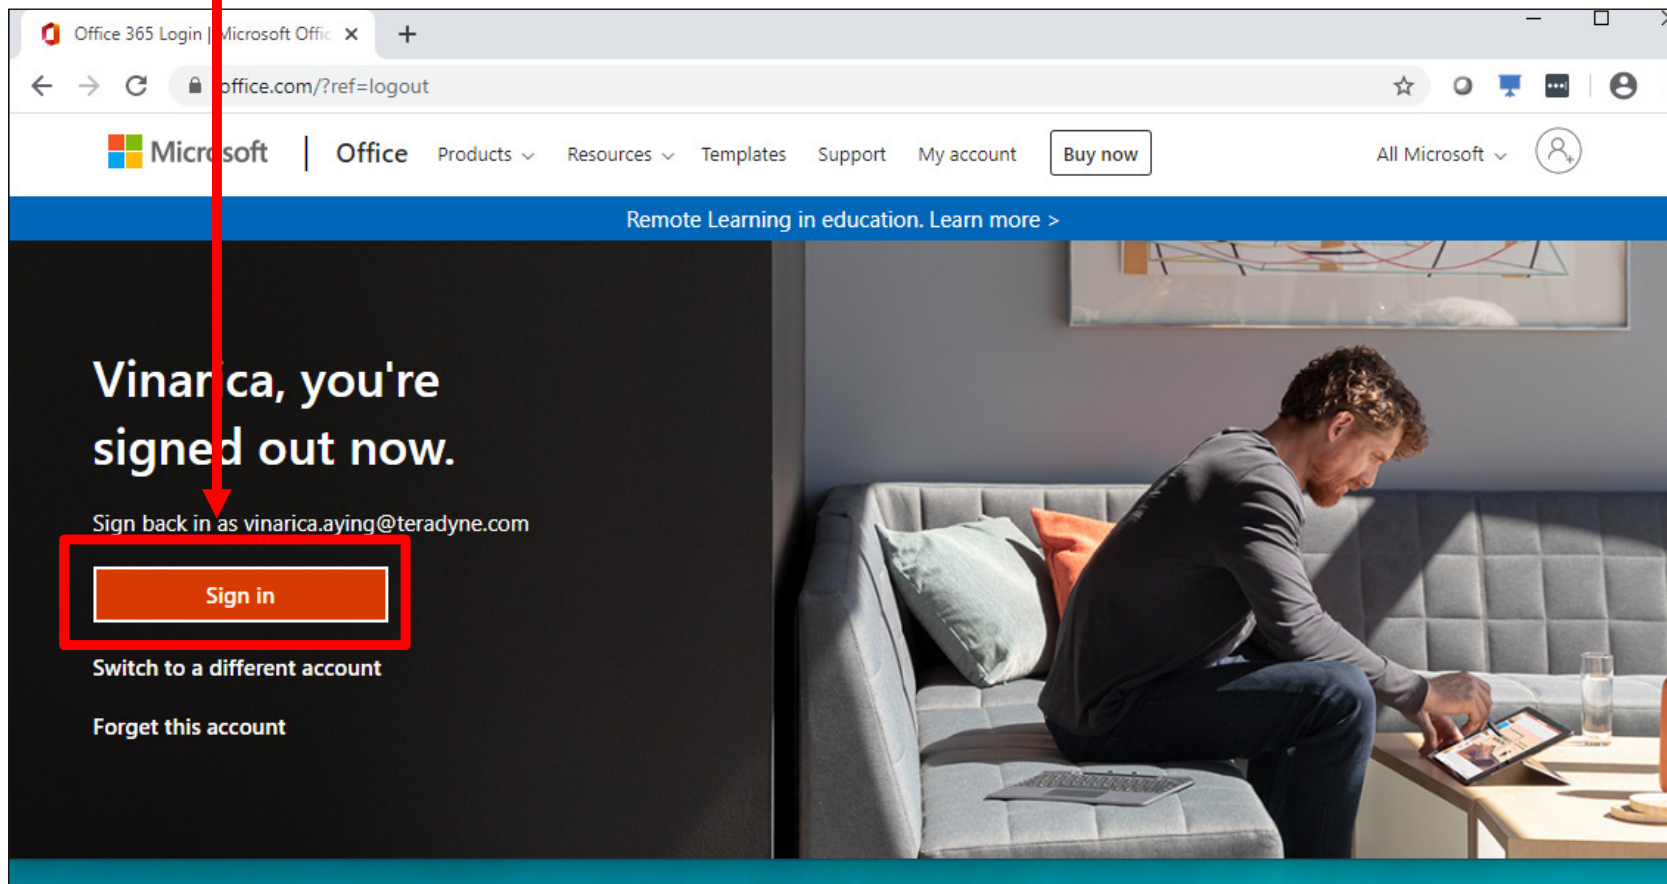 Office 365 Login | Microsoft Offic
office.com/?ref=logout
Microsoft | Office Products Resources Templates Support My account Buy now All Microsoft
Remote Learning in education. Learn more >
Vinarica, you're
signed out now.
Sign back in as vinarica.aying@teradyne.com
Sign in
Switch to a different account
Forget this account